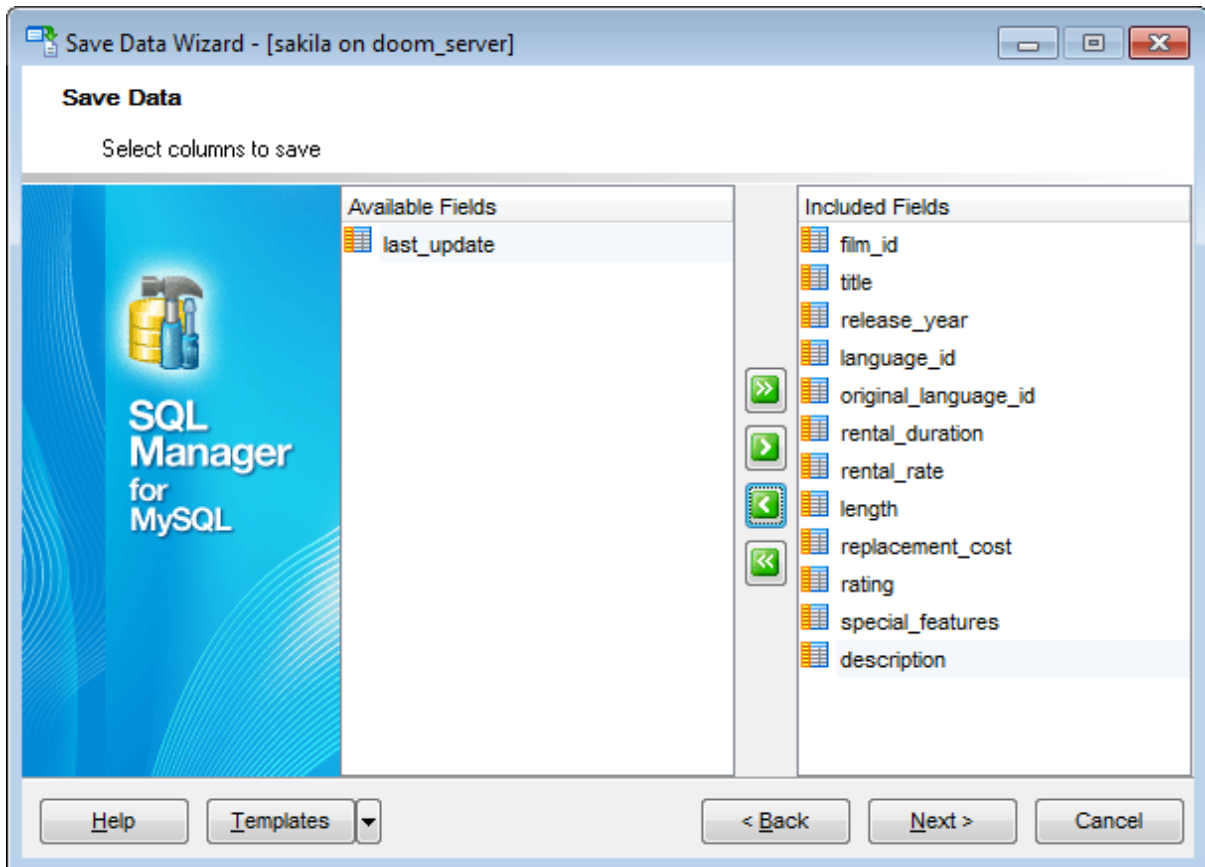 Save Data Wizard - [sakila on doom_server]
Save Data
Select columns to save
SQL
Manager
for
MySQL
Available Fields
last_update
Included Fields
film_id
title
release_year
language_id
original_language_id
rental_duration
rental_rate
length
replacement_cost
rating
special_features
description
Help
Templates
< Back
Next >
Cancel